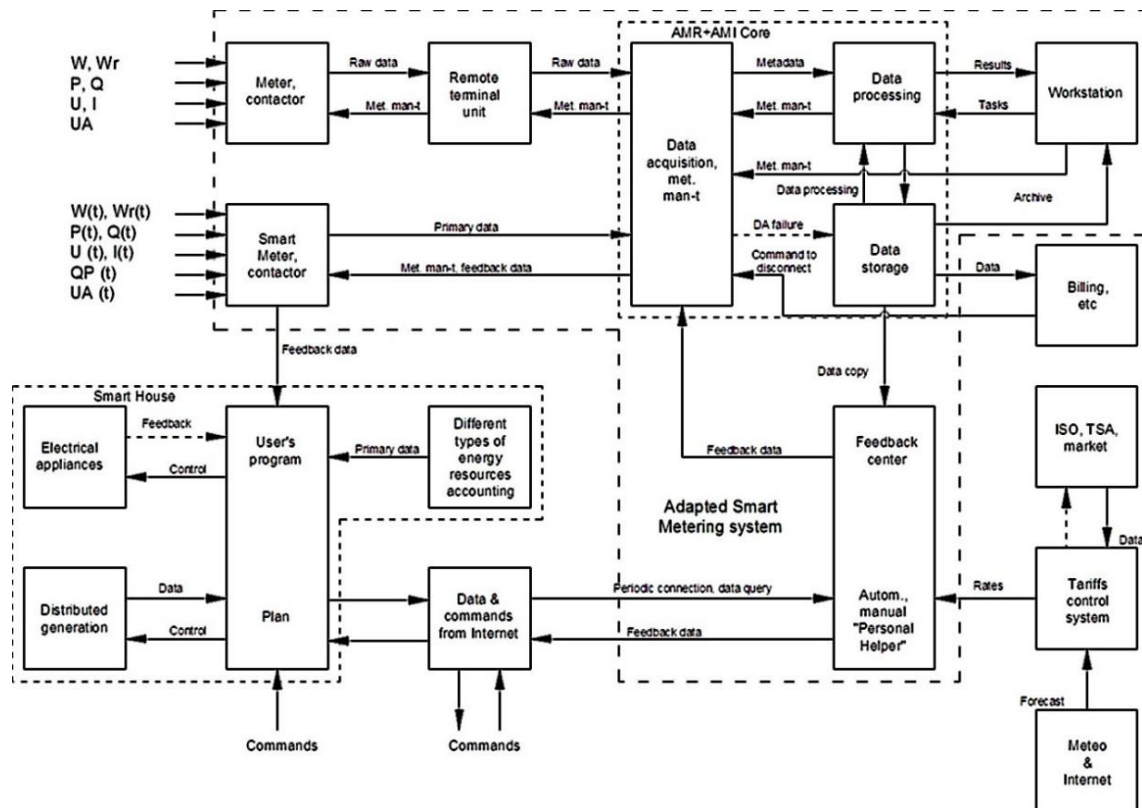 AMR+AMI Core
W, Wr
P, Q
U, I
UA
Meter,
contactor
Raw data
Met. man-t
Remote
terminal
unit
Raw data
Met. man-t
Data
acquisition,
met.
man-t
Metadata
Met. man-t
Data
processing
Results
Tasks
Workstation
Met. man-t
Data processing
Archive
W(t), Wr(t)
P(t), Q(t)
U (t), I(t)
QP (t)
UA (t)
Smart
Meter,
contactor
Primary data
Met. man-t, feedback data
DA failure
Command to
disconnect
Data
storage
Data
Billing,
etc
Feedback data
Data copy
Smart House
Electrical
appliances
Feedback
Control
User's
program
Primary data
Different
types of
energy
resources
accounting
Feedback data
Feedback
center
ISO, TSA,
market
Adapted Smart
Metering system
Data
Distributed
generation
Data
Control
Plan
Data &
commands
from Internet
Periodic connection, data query
Feedback data
Autom.,
manual
"Personal
Helper"
Rates
Tariffs
control
system
Commands
Commands
Forecast
Meteo
&
Internet